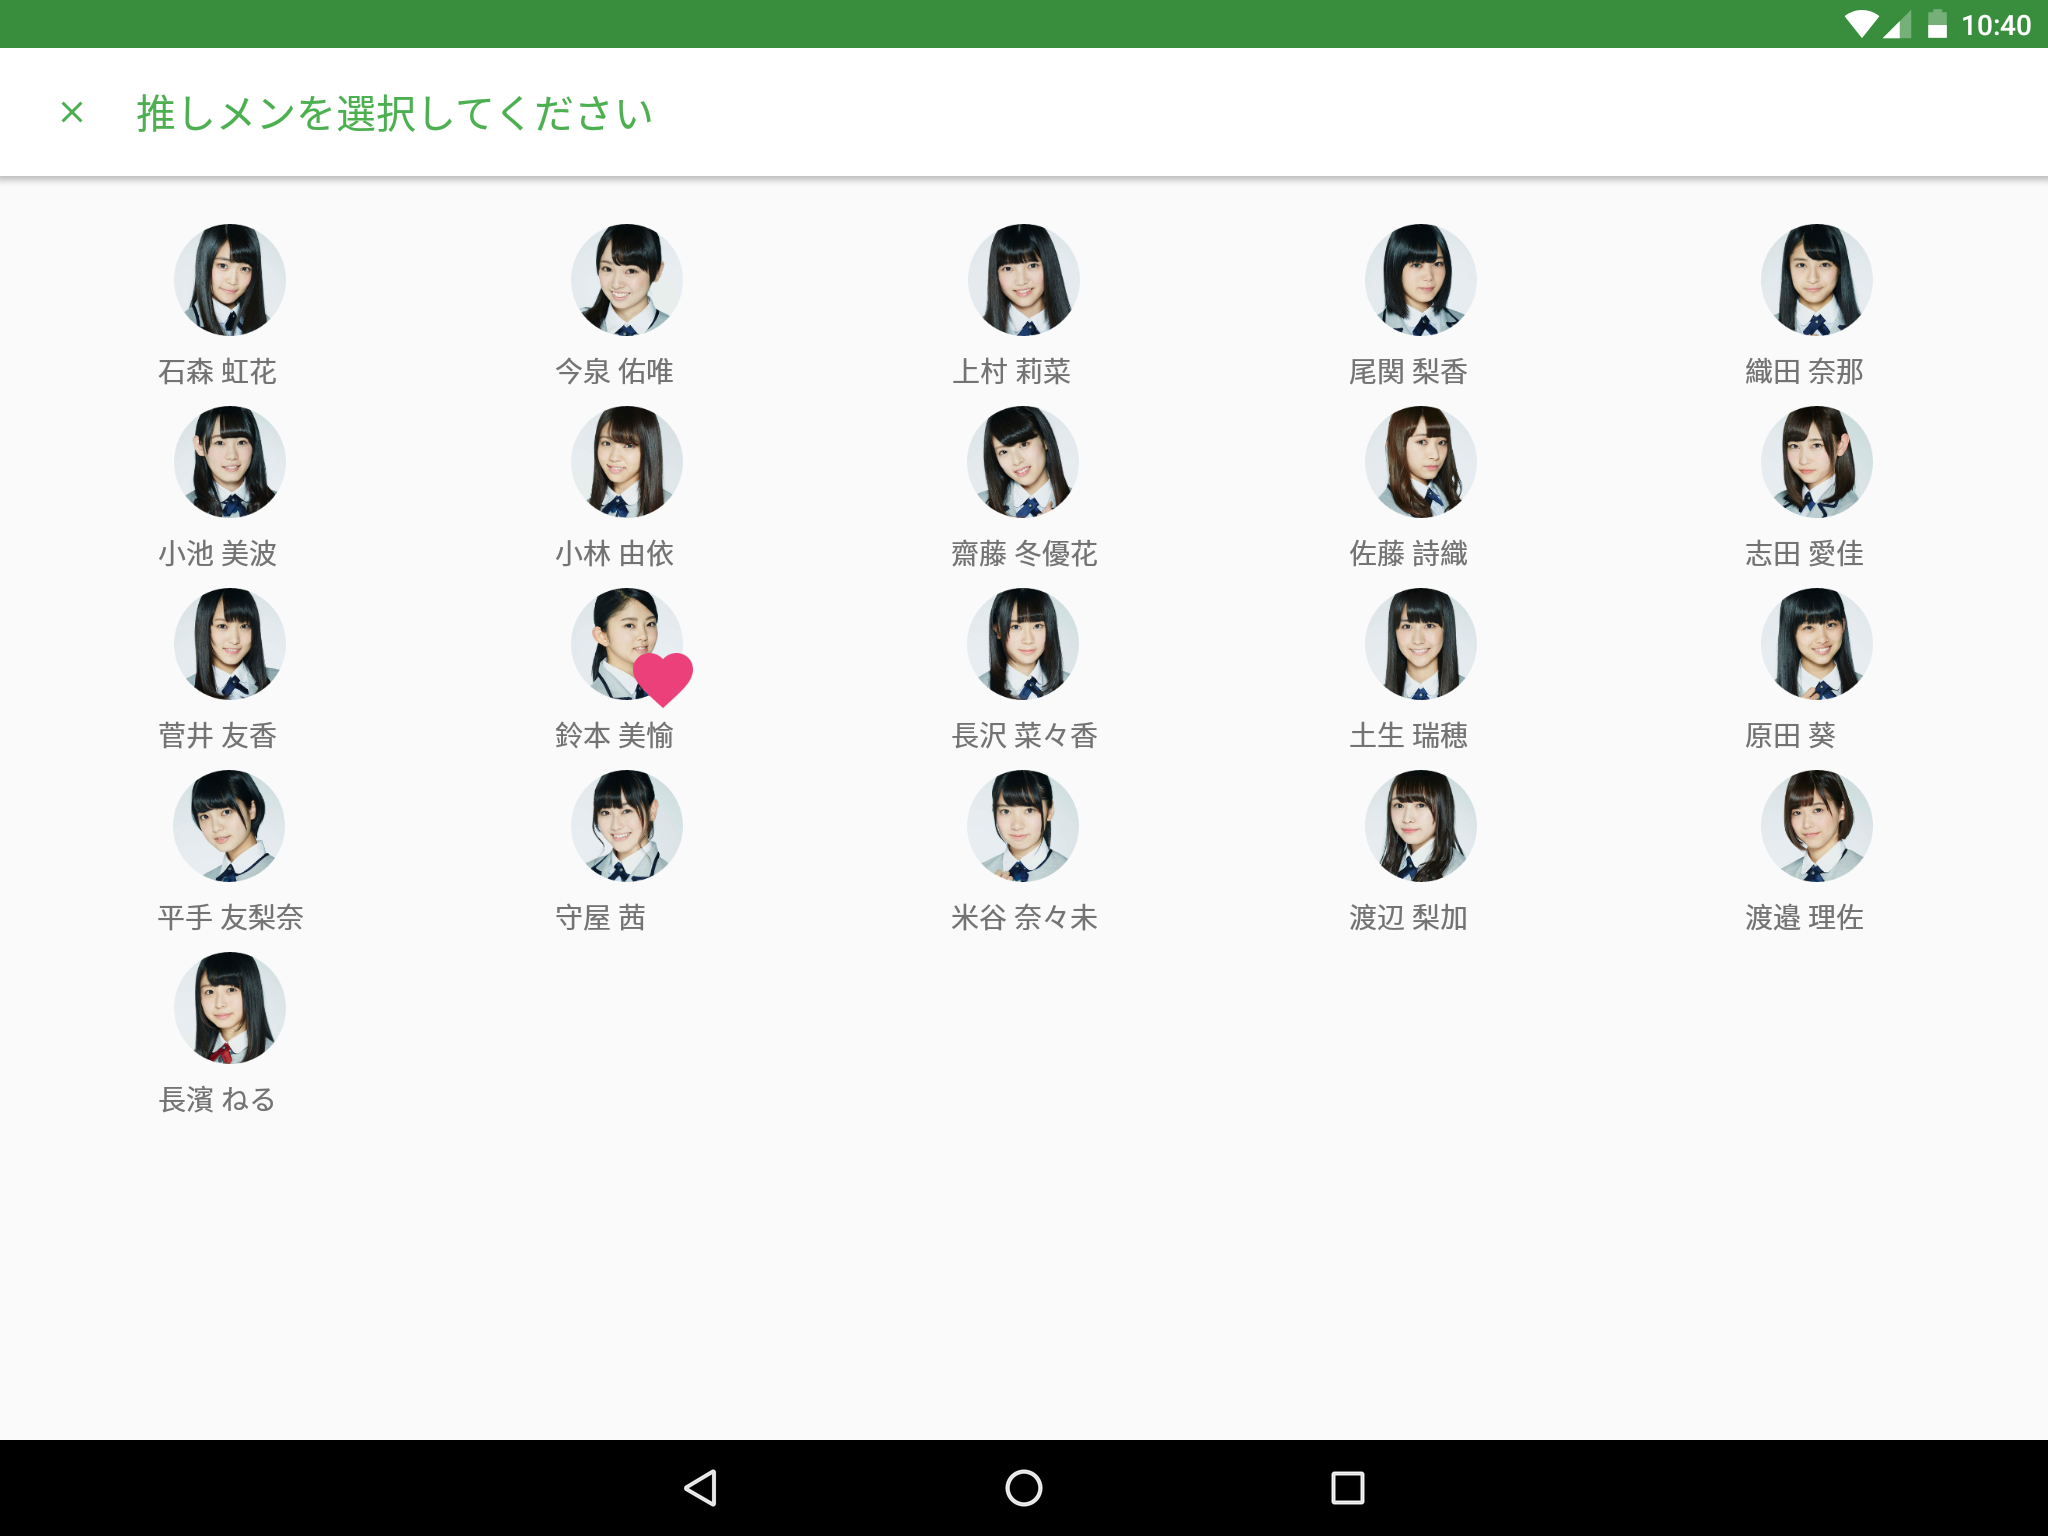 10:40
推しメンを選択してください
石森 虹花
今泉 佑唯
上村 莉菜
尾関 梨香
織田 奈那
小池 美波
小林 由依
齋藤 冬優花
佐藤 詩織
志田 愛佳
菅井 友香
鈴本 美愉
長沢 菜々香
土生 瑞穂
原田 葵
平手 友梨奈
守屋 茜
米谷 奈々未
渡辺 梨加
渡邉 理佐
長濱 ねる